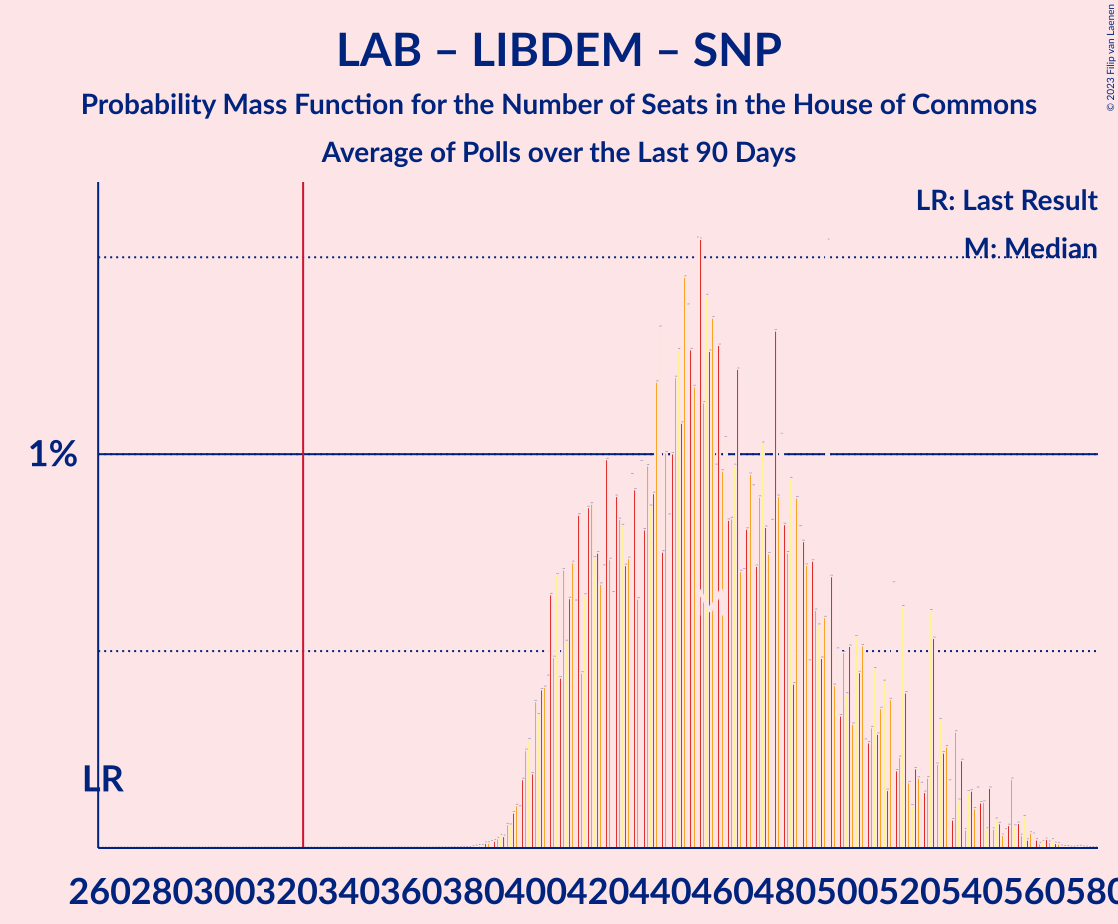 LAB – LIBDEM – SNP
Probability Mass Function for the Number of Seats in the House of Commons
Average of Polls over the Last 90 Days
© 2023 Filip van Laenen
LR: Last Result
M: Median
1%
M
LR
260 280 300 320 340 360 380 400 420 440 460 480 500 520 540 560 580